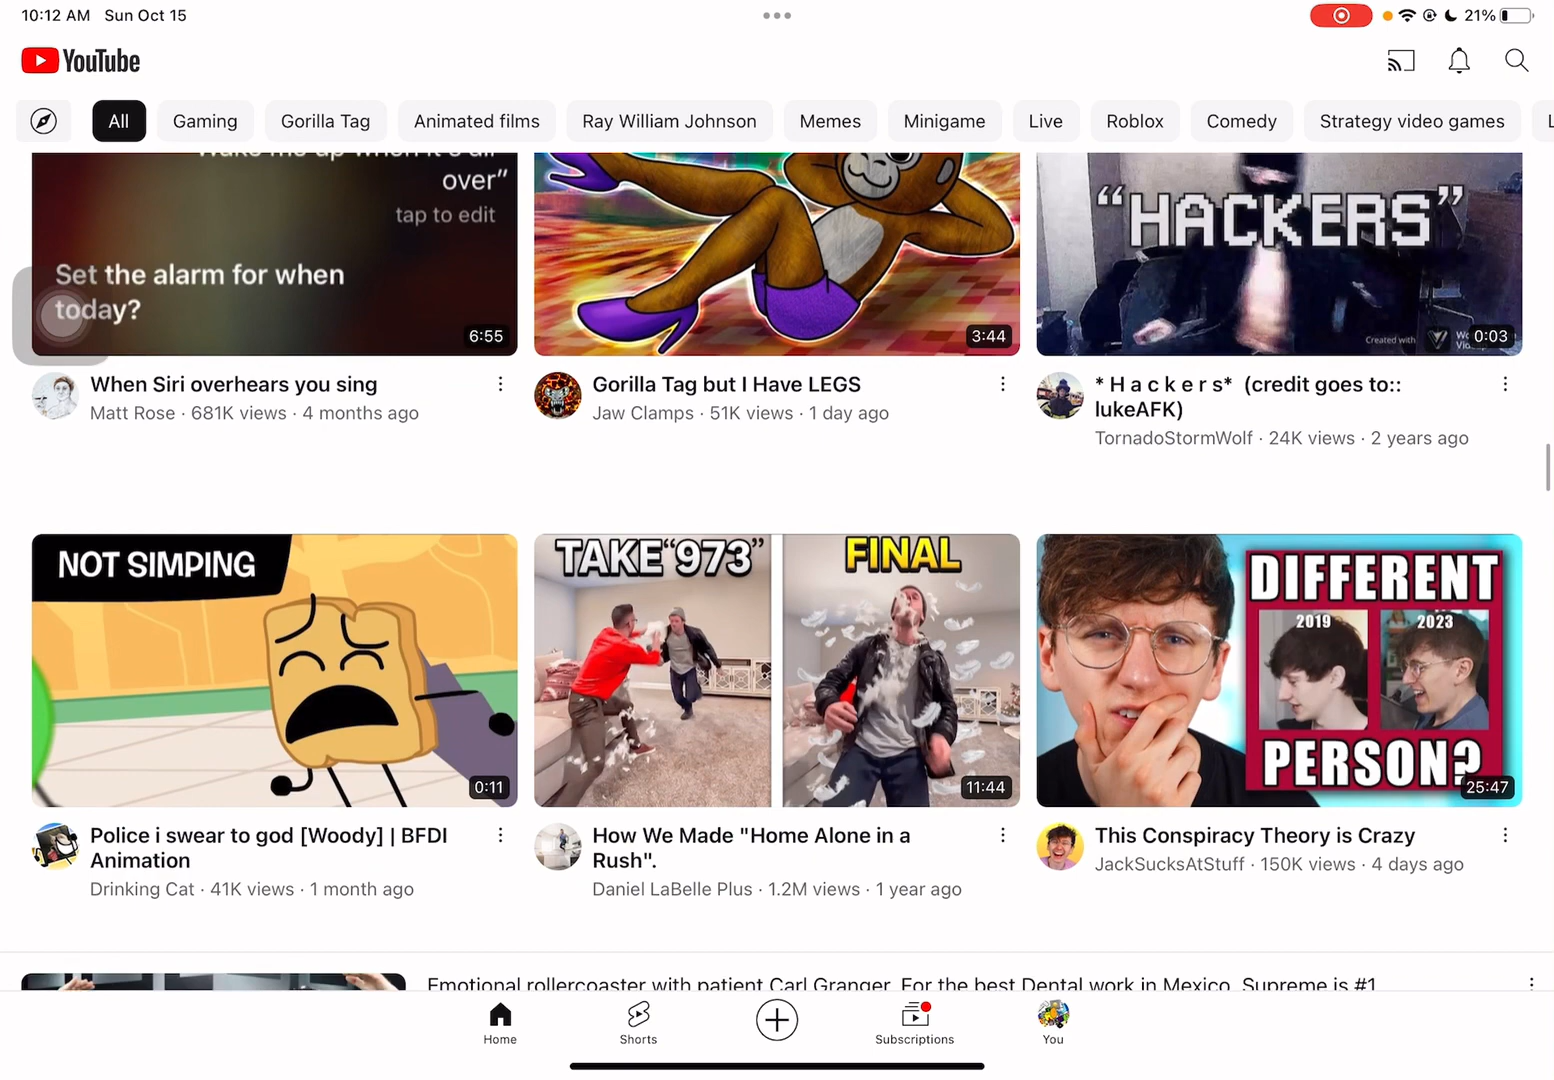 10:12 AM Sun Oct 15
21%
YouTube
All Gaming Gorilla Tag Animated films Ray William Johnson Memes Minigame Live Roblox Comedy Strategy video games
over”
tap to edit
Set the alarm for when
today?
6:55
3:44
“HACKERS”
Created with
0:03
When Siri overhears you sing
Matt Rose · 681K views · 4 months ago
Gorilla Tag but I Have LEGS
Jaw Clamps · 51K views · 1 day ago
* H a c k e r s* (credit goes to::
lukeAFK)
TornadoStormWolf · 24K views · 2 years ago
NOT SIMPING
0:11
TAKE “973”
FINAL
11:44
DIFFERENT
2019 2023
PERSON?
25:47
Police i swear to god [Woody] | BFDI
Animation
Drinking Cat · 41K views · 1 month ago
How We Made "Home Alone in a
Rush".
Daniel LaBelle Plus · 1.2M views · 1 year ago
This Conspiracy Theory is Crazy
JackSucksAtStuff · 150K views · 4 days ago
Emotional rollercoaster with patient Carl Granger. For the best Dental work in Mexico, Supreme is #1
Home
Shorts
Subscriptions
You